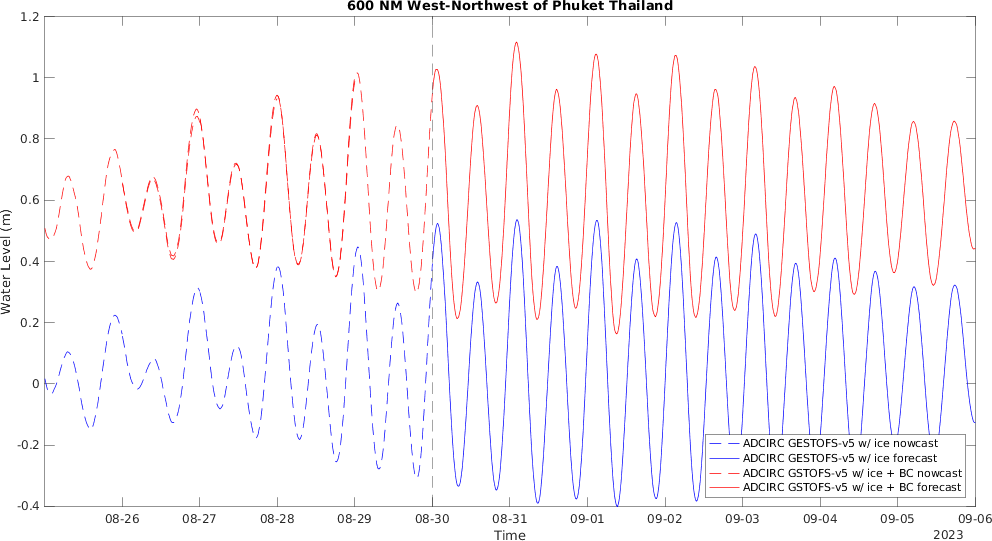 600 NM West-Northwest of Phuket Thailand
1.2
1
0.8
0.6
0.4
0.2
0
-0.2
-0.4
Water Level (m)
ADCIRC GESTOFS-v5 w/ ice nowcast
ADCIRC GESTOFS-v5 w/ ice forecast
ADCIRC GSTOFS-v5 w/ ice + BC nowcast
ADCIRC GSTOFS-v5 w/ ice + BC forecast
08-26 08-27 08-28 08-29 08-30 08-31 09-01 09-02 09-03 09-04 09-05 09-06
Time
2023